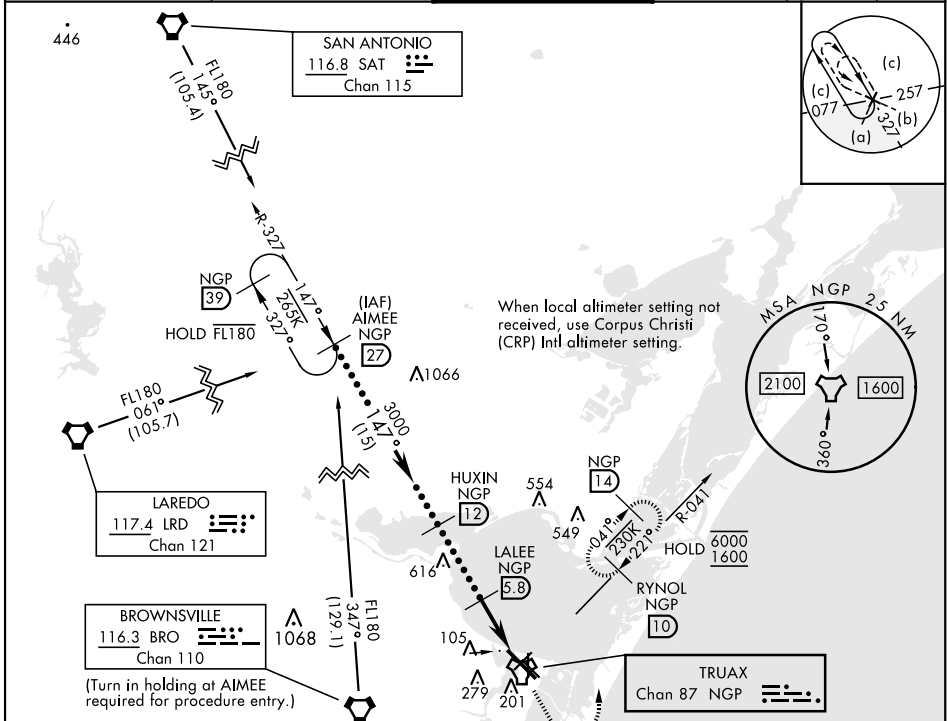 446
SAN ANTONIO
116.8 SAT
Chan 115
FL180
145°
(105.4)
(c)
(c)
077
257
327
(b)
(a)
R-327
NGP
39
147°
265K
327°
HOLD FL180
(IAF)
AIMEE
NGP
27
When local altimeter setting not
received, use Corpus Christi
(CRP) Intl altimeter setting.
MSA NGP 25 NM
170°
2100
1600
360°
1066
FL180
061°
(105.7)
3000
147°
(15)
LAREDO
117.4 LRD
Chan 121
HUXIN
NGP
12
554
549
NGP
14
R-041
041°
230K
221°
HOLD 6000
1600
616
LALEE
NGP
5.8
RYNOL
NGP
10
BROWNSVILLE
116.3 BRO
Chan 110
1068
(Turn in holding at AIMEE
required for procedure entry.)
FL180
347°
(129.1)
105
279
201
TRUAX
Chan 87 NGP